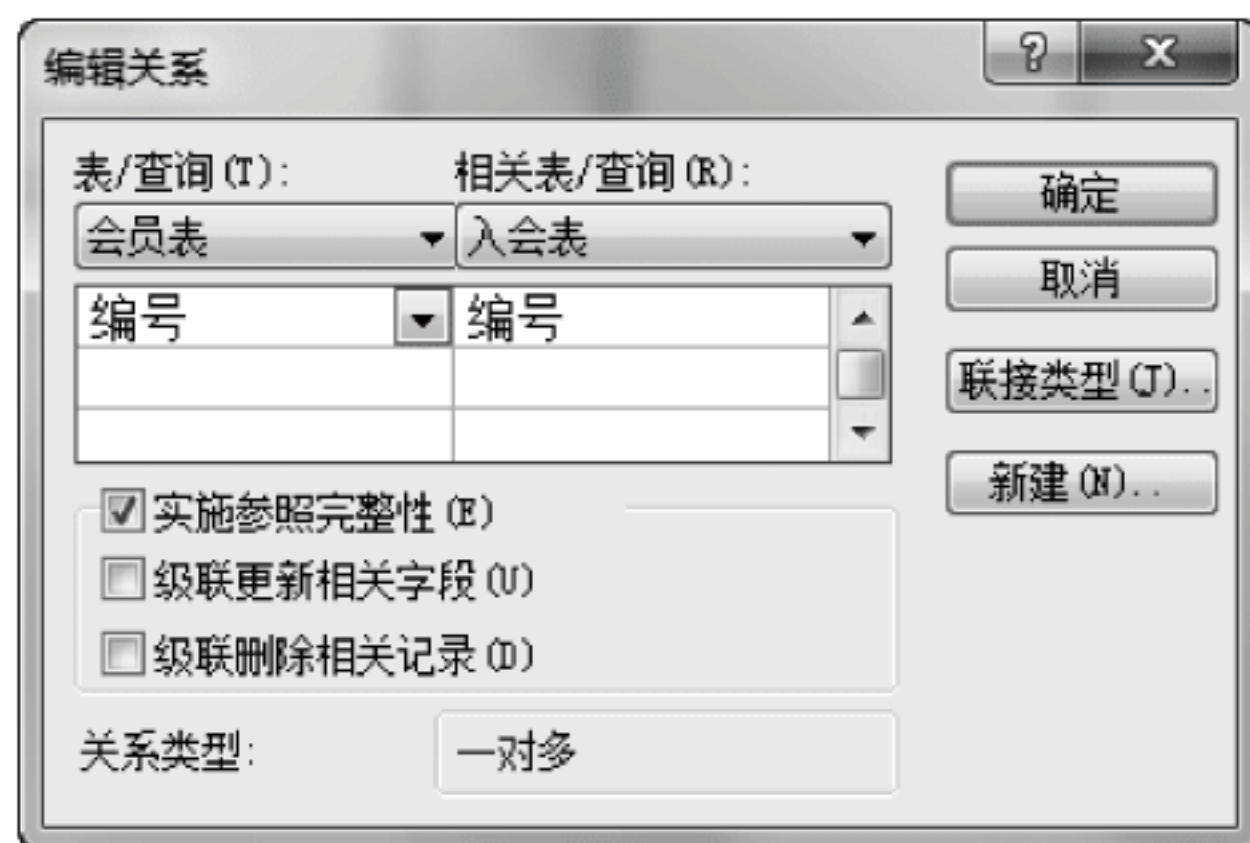 编辑关系
表/查询(T): 相关表/查询(R):
会员表 入会表
编号 编号
实施参照完整性(E)
级联更新相关字段(U)
级联删除相关记录(D)
关系类型: 一对多
确定
取消
联接类型(J)..
新建(N)..